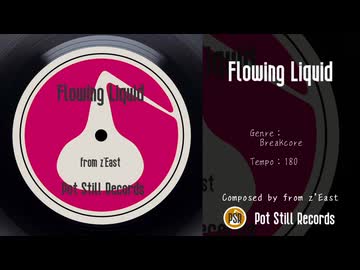 Flowing Liquid
from z'East
Pot Still Records
Flowing Liquid
Genre :
Breakcore
Tempo : 180
Composed by from z'East
PSR
Pot Still Records